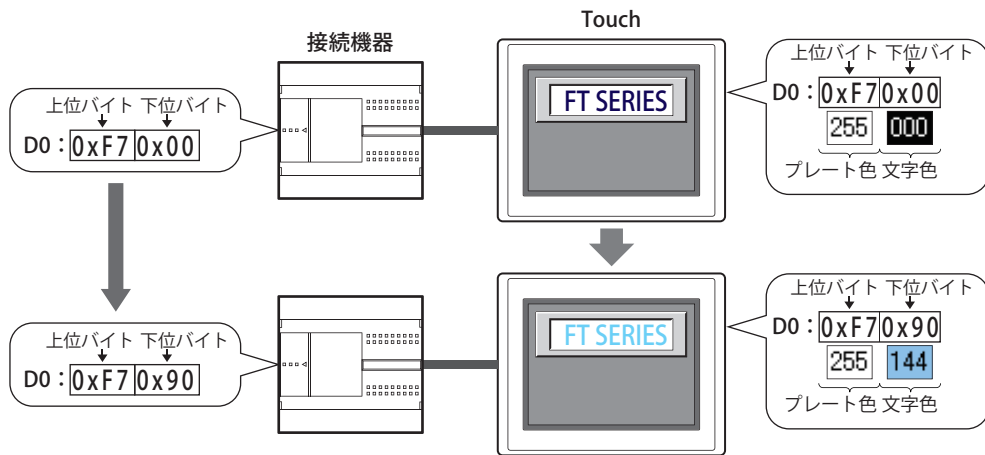 接続機器
Touch
上位バイト 下位バイト
D0：0xF7 0x00
FT SERIES
上位バイト 下位バイト
D0：0xF7 0x00
255 000
プレート色 文字色
上位バイト 下位バイト
D0：0xF7 0x90
FT SERIES
上位バイト 下位バイト
D0：0xF7 0x90
255 144
プレート色 文字色